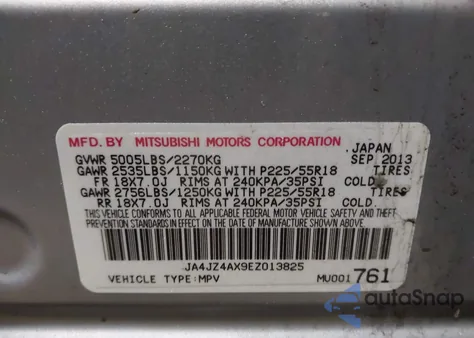 MFD. BY MITSUBISHI MOTORS CORPORATION JAPAN
GVWR 5005LBS/2270KG SEP.2013
GAWR 2535LBS/1150KG WITH P225/55R18 TIRES
FR 18X7.0J RIMS AT 240KPA/35PSI COLD.
GAWR 2756LBS/1250KG WITH P225/55R18 TIRES
RR 18X7.0J RIMS AT 240KPA/35PSI COLD.
THIS VEHICLE CONFORMS TO ALL APPLICABLE FEDERAL MOTOR VEHICLE SAFETY, BUMPER, AND THEFT
PREVENTION STANDARDS IN EFFECT ON THE DATE OF MANUFACTURE SHOWN ABOVE.
JA4JZ4AX9EZ013825
VEHICLE TYPE:MPV MU001761
autoSnap